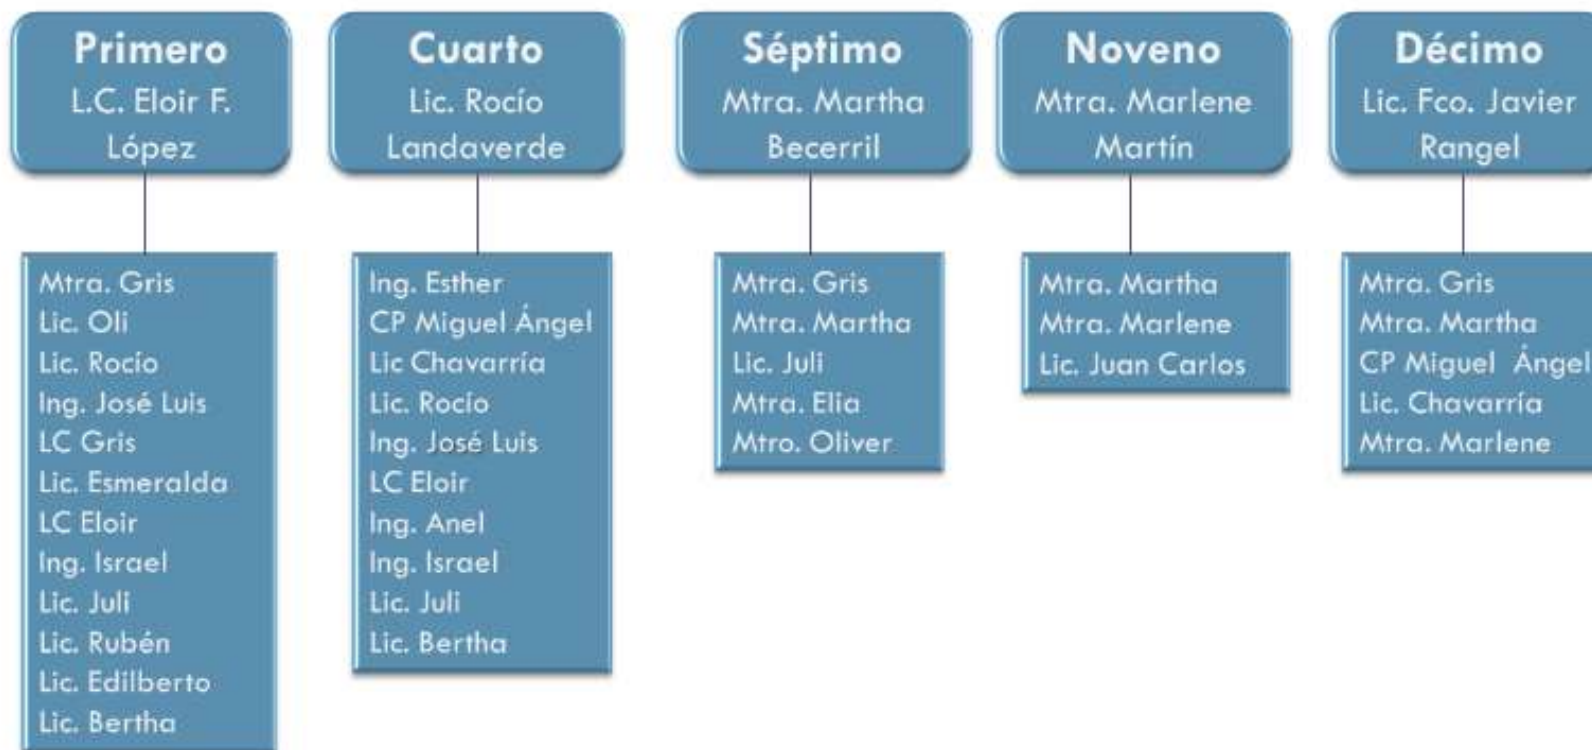 Primero
L.C. Eloir F.
López
Mtra. Gris
Lic. Oli
Lic. Rocío
Ing. José Luis
LC Gris
Lic. Esmeralda
LC Eloir
Ing. Israel
Lic. Juli
Lic. Rubén
Lic. Edilberto
Lic. Bertha
Cuarto
Lic. Rocío
Landaverde
Ing. Esther
CP Miguel Ángel
Lic Chavarría
Lic. Rocío
Ing. José Luis
LC Eloir
Ing. Anel
Ing. Israel
Lic. Juli
Lic. Bertha
Séptimo
Mtra. Martha
Becerril
Mtra. Gris
Mtra. Martha
Lic. Juli
Mtra. Elia
Mtro. Oliver
Noveno
Mtra. Marlene
Martín
Mtra. Martha
Mtra. Marlene
Lic. Juan Carlos
Décimo
Lic. Fco. Javier
Rangel
Mtra. Gris
Mtra. Martha
CP Miguel Ángel
Lic. Chavarría
Mtra. Marlene